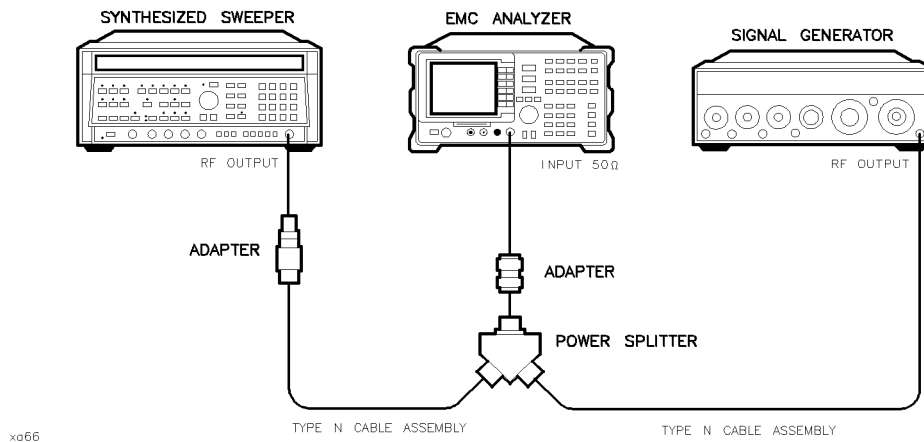 SYNTHESIZED SWEEPER
EMC ANALYZER
SIGNAL GENERATOR
RF OUTPUT
INPUT 50Ω
RF OUTPUT
ADAPTER
ADAPTER
POWER SPLITTER
TYPE N CABLE ASSEMBLY
TYPE N CABLE ASSEMBLY
xa66